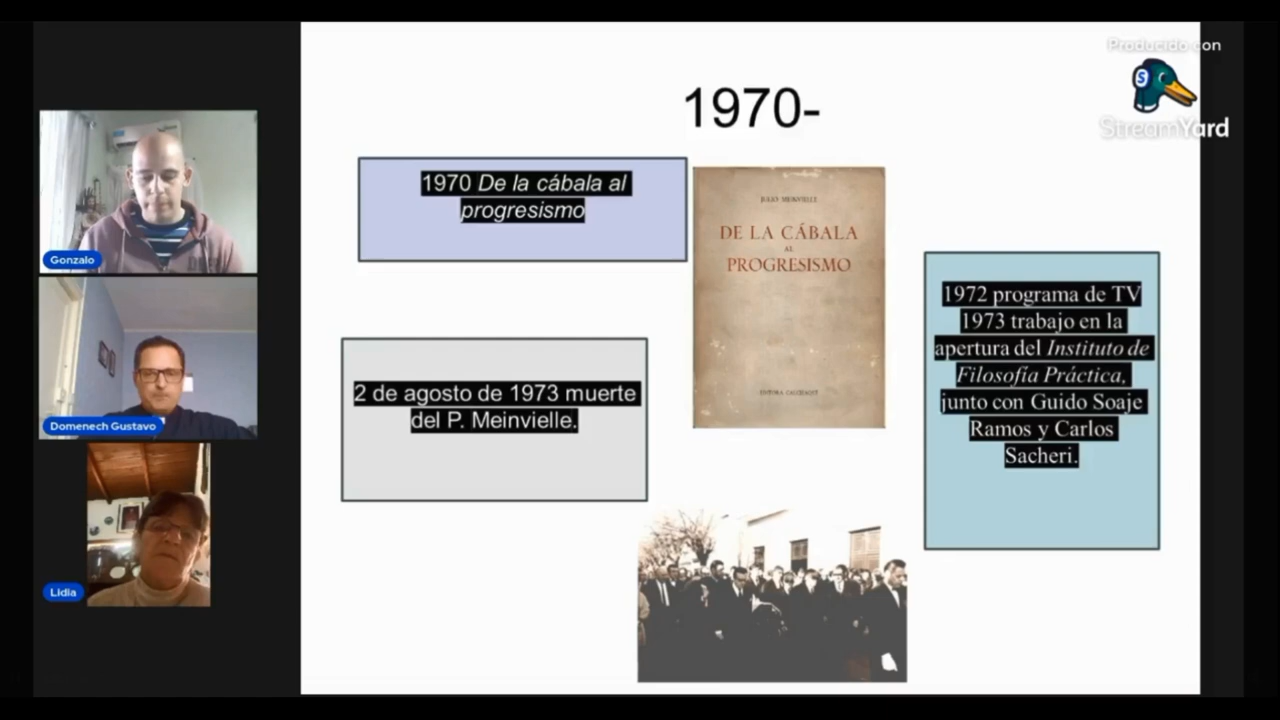 Producido con
StreamYard
1970-
1970 De la cábala al
progresismo
JULIO MEINVIELLE
DE LA CÁBALA
AL
PROGRESISMO
EDITORA CALCHAQUI
1972 programa de TV
1973 trabajo en la
apertura del Instituto de
Filosofía Práctica,
junto con Guido Soaje
Ramos y Carlos
Sacheri.
2 de agosto de 1973 muerte
del P. Meinvielle.
Gonzalo
Domenech Gustavo
Lidia